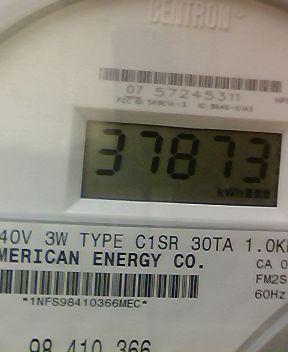 CENTRON
07 57245311
37873
kWh
40V 3W TYPE C1SR 30TA 1.0K
MERICAN ENERGY CO.
CA 0
FM2S
60Hz
*1NFS98410366MEC*
98 410 366